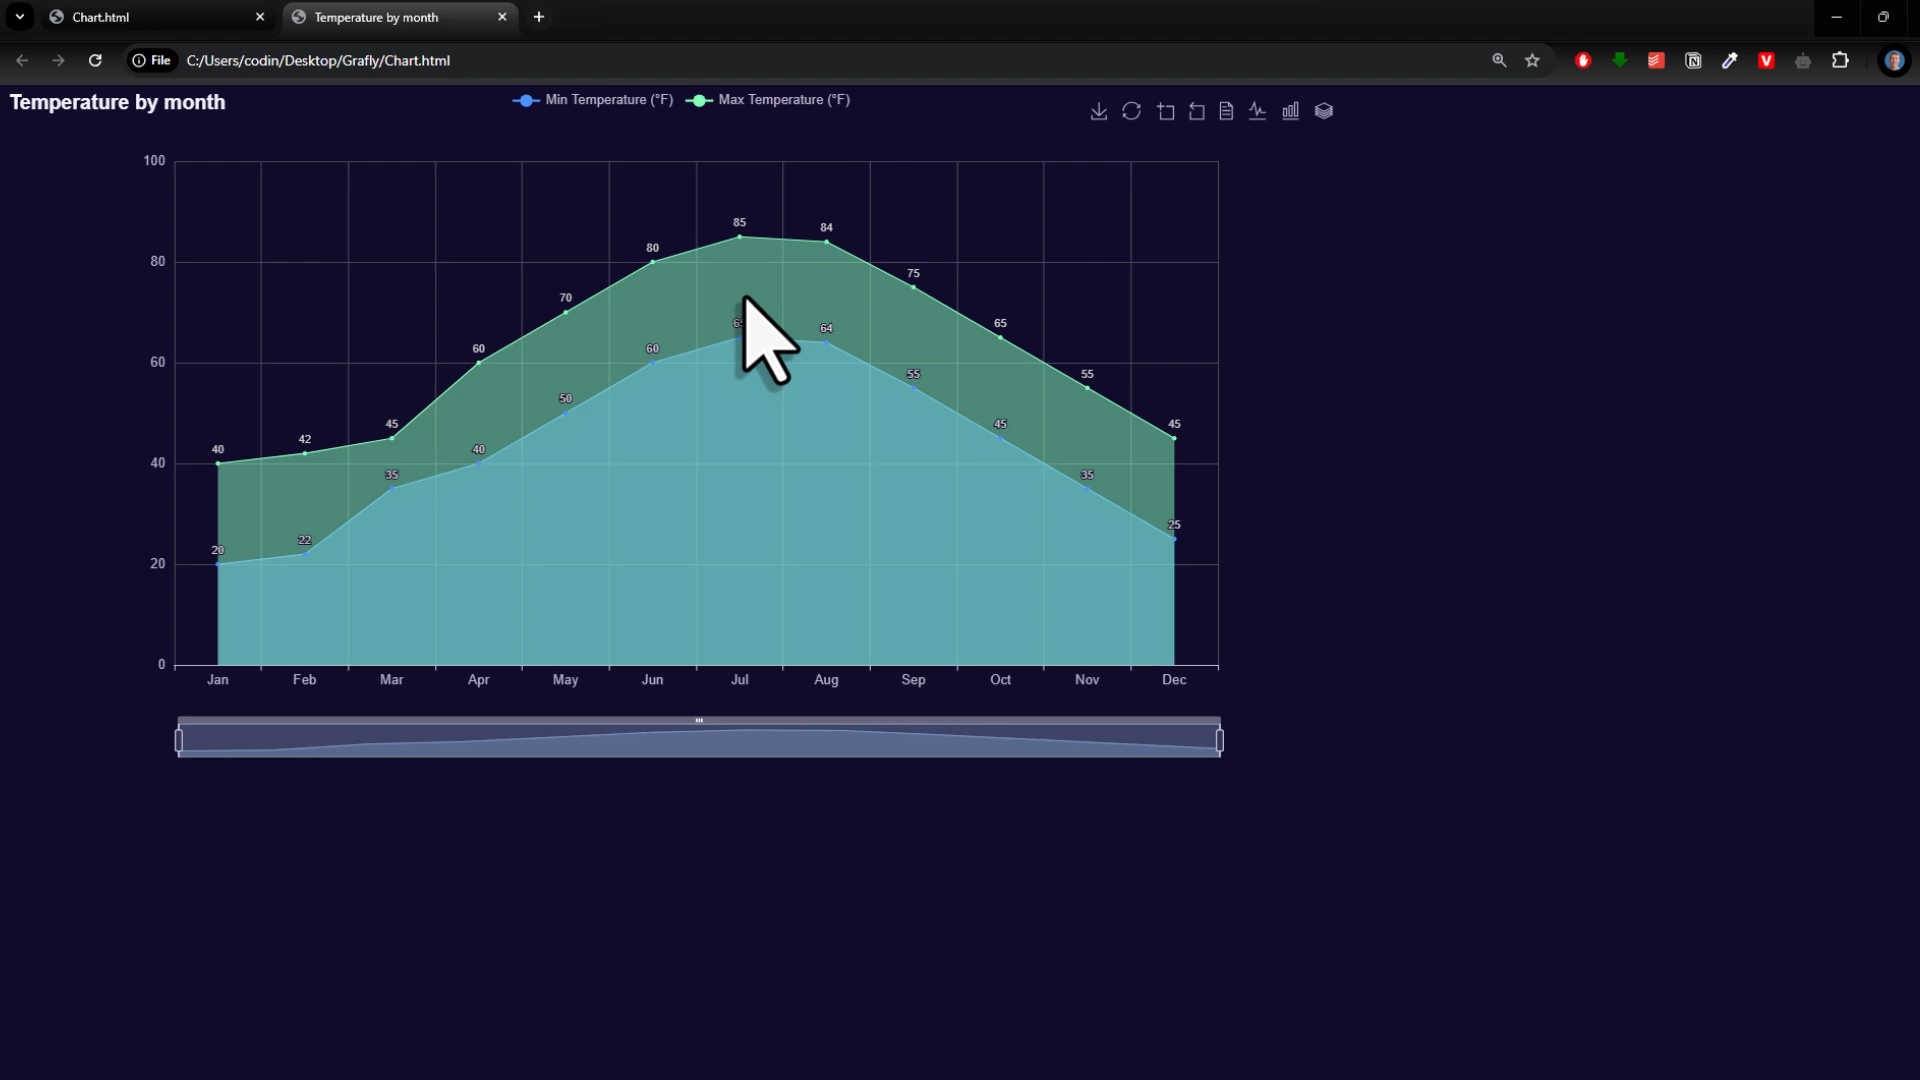 Chart.html
Temperature by month
File
C:/Users/codin/Desktop/Grafly/Chart.html
Temperature by month
Min Temperature (°F)
Max Temperature (°F)
100
80
60
40
20
0
40
42
45
60
70
80
85
84
75
65
55
45
20
22
35
40
50
60
64
55
45
35
25
Jan
Feb
Mar
Apr
May
Jun
Jul
Aug
Sep
Oct
Nov
Dec